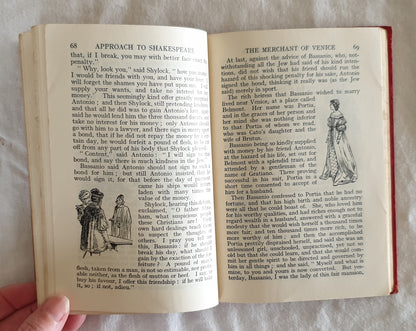 68 APPROACH TO SHAKESPEARE
that, if I break, you may with better face exact the
penalty."
"Why, look you," said Shylock, "how you storm!
I would be friends with you, and have your love. I
will forget the shames you have put upon me. I will
supply your wants, and take no interest for my
money." This seemingly kind offer greatly surprised
Antonio; and then Shylock, still pretending kindness,
and that all he did was to gain Antonio's love, again
said he would lend him the three thousand ducats, and
take no interest for his money; only Antonio should
go with him to a lawyer, and there sign in merry sport
a bond, that if he did not repay the money by a cer-
tain day, he would forfeit a pound of flesh, to be cut
from any part of his body that Shylock pleased.
"Content," said Antonio: "I will sign to this
bond, and say there is much kindness in the Jew."
Bassanio said Antonio should not sign to such a
bond for him; but still Antonio insisted that he
would sign it, for that before the day of payment
came his ships would return
laden with many times the
value of the money.
Shylock, hearing this debate,
exclaimed, "O father Abra-
ham, what suspicious people
these Christians are! Their
own hard dealings teach them
to suspect the thoughts of
others. I pray you tell me
this, Bassanio: if he should
break his day, what should I
gain by the exaction of the
forfeiture? A pound of man's
flesh, taken from a man, is not so estimable, nor profit-
able neither, as the flesh of mutton or beef. I say, to
buy his favour, I offer this friendship: if he will take
it, so; if not, adieu."
THE MERCHANT OF VENICE 69
At last, against the advice of Bassanio, who, not-
withstanding all the Jew had said of his kind inten-
tions, did not wish that his friend should run the
hazard of this shocking penalty for his sake, Antonio
signed the bond, thinking it really was (as the Jew
said) merely in sport.
The rich heiress that Bassanio wished to marry
lived near Venice, at a place called
Belmont. Her name was Portia,
and in the graces of her person and
her mind she was nothing inferior
to that Portia, of whom we read,
who was Cato's daughter and the
wife of Brutus.
Bassanio being so kindly supplied
with money by his friend Antonio,
at the hazard of his life, set out for
Belmont with a splendid train, and
attended by a gentleman of the
name of Gratiano. There proving
successful in his suit, Portia in a
short time consented to accept of
him for a husband.
Then Bassanio confessed to Portia that he had no
fortune, and that his high birth and noble ancestry
were all that he could boast of. She, who loved him
for his worthy qualities, and had riches enough not to
regard wealth in a husband, answered with a graceful
modesty that she would wish herself a thousand times
more fair, and ten thousand times more rich, to be
more worthy of him; and then the accomplished
Portia prettily dispraised herself, and said she was an
unlessoned girl, unschooled, unpractised, yet not so
old but that she could learn, and that she would com-
mit her gentle spirit to be directed and governed by
him in all things; and she said, "Myself and what is
mine, to you and yours is now converted. But yes-
terday, Bassanio, I was the lady of this fair mansion,